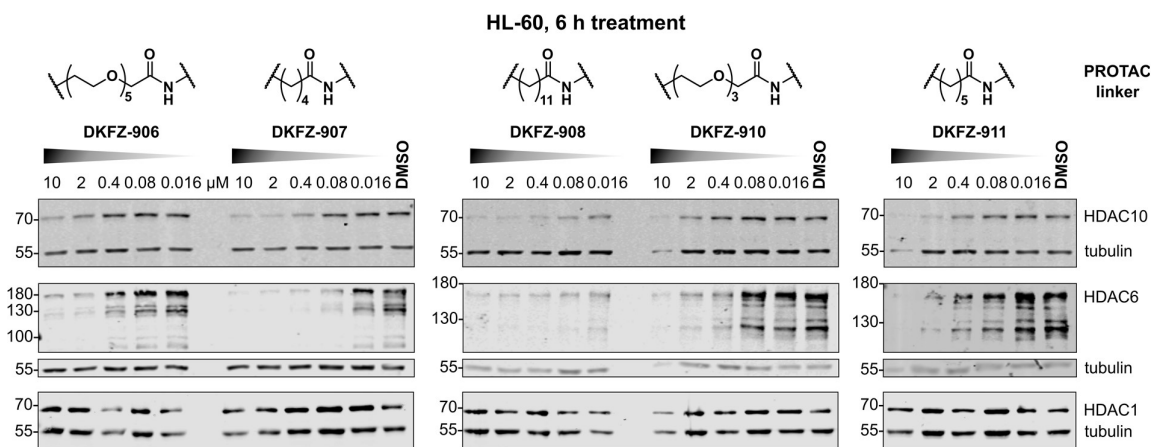 HL-60, 6 h treatment
O O O O O
O N H 5 N H 4 N H 11 O N H 3 N H 5
PROTAC linker
DKFZ-906 DKFZ-907 DKFZ-908 DKFZ-910 DKFZ-911
10 2 0.4 0.08 0.016 μM 10 2 0.4 0.08 0.016 DMSO 10 2 0.4 0.08 0.016 10 2 0.4 0.08 0.016 DMSO 10 2 0.4 0.08 0.016 DMSO
70- 70- 70- HDAC10
55- 55- 55- tubulin
180- 180- 180- HDAC6
130- 130- 130-
100-
55- 55- 55- tubulin
70- 70- 70- HDAC1
55- 55- 55- tubulin